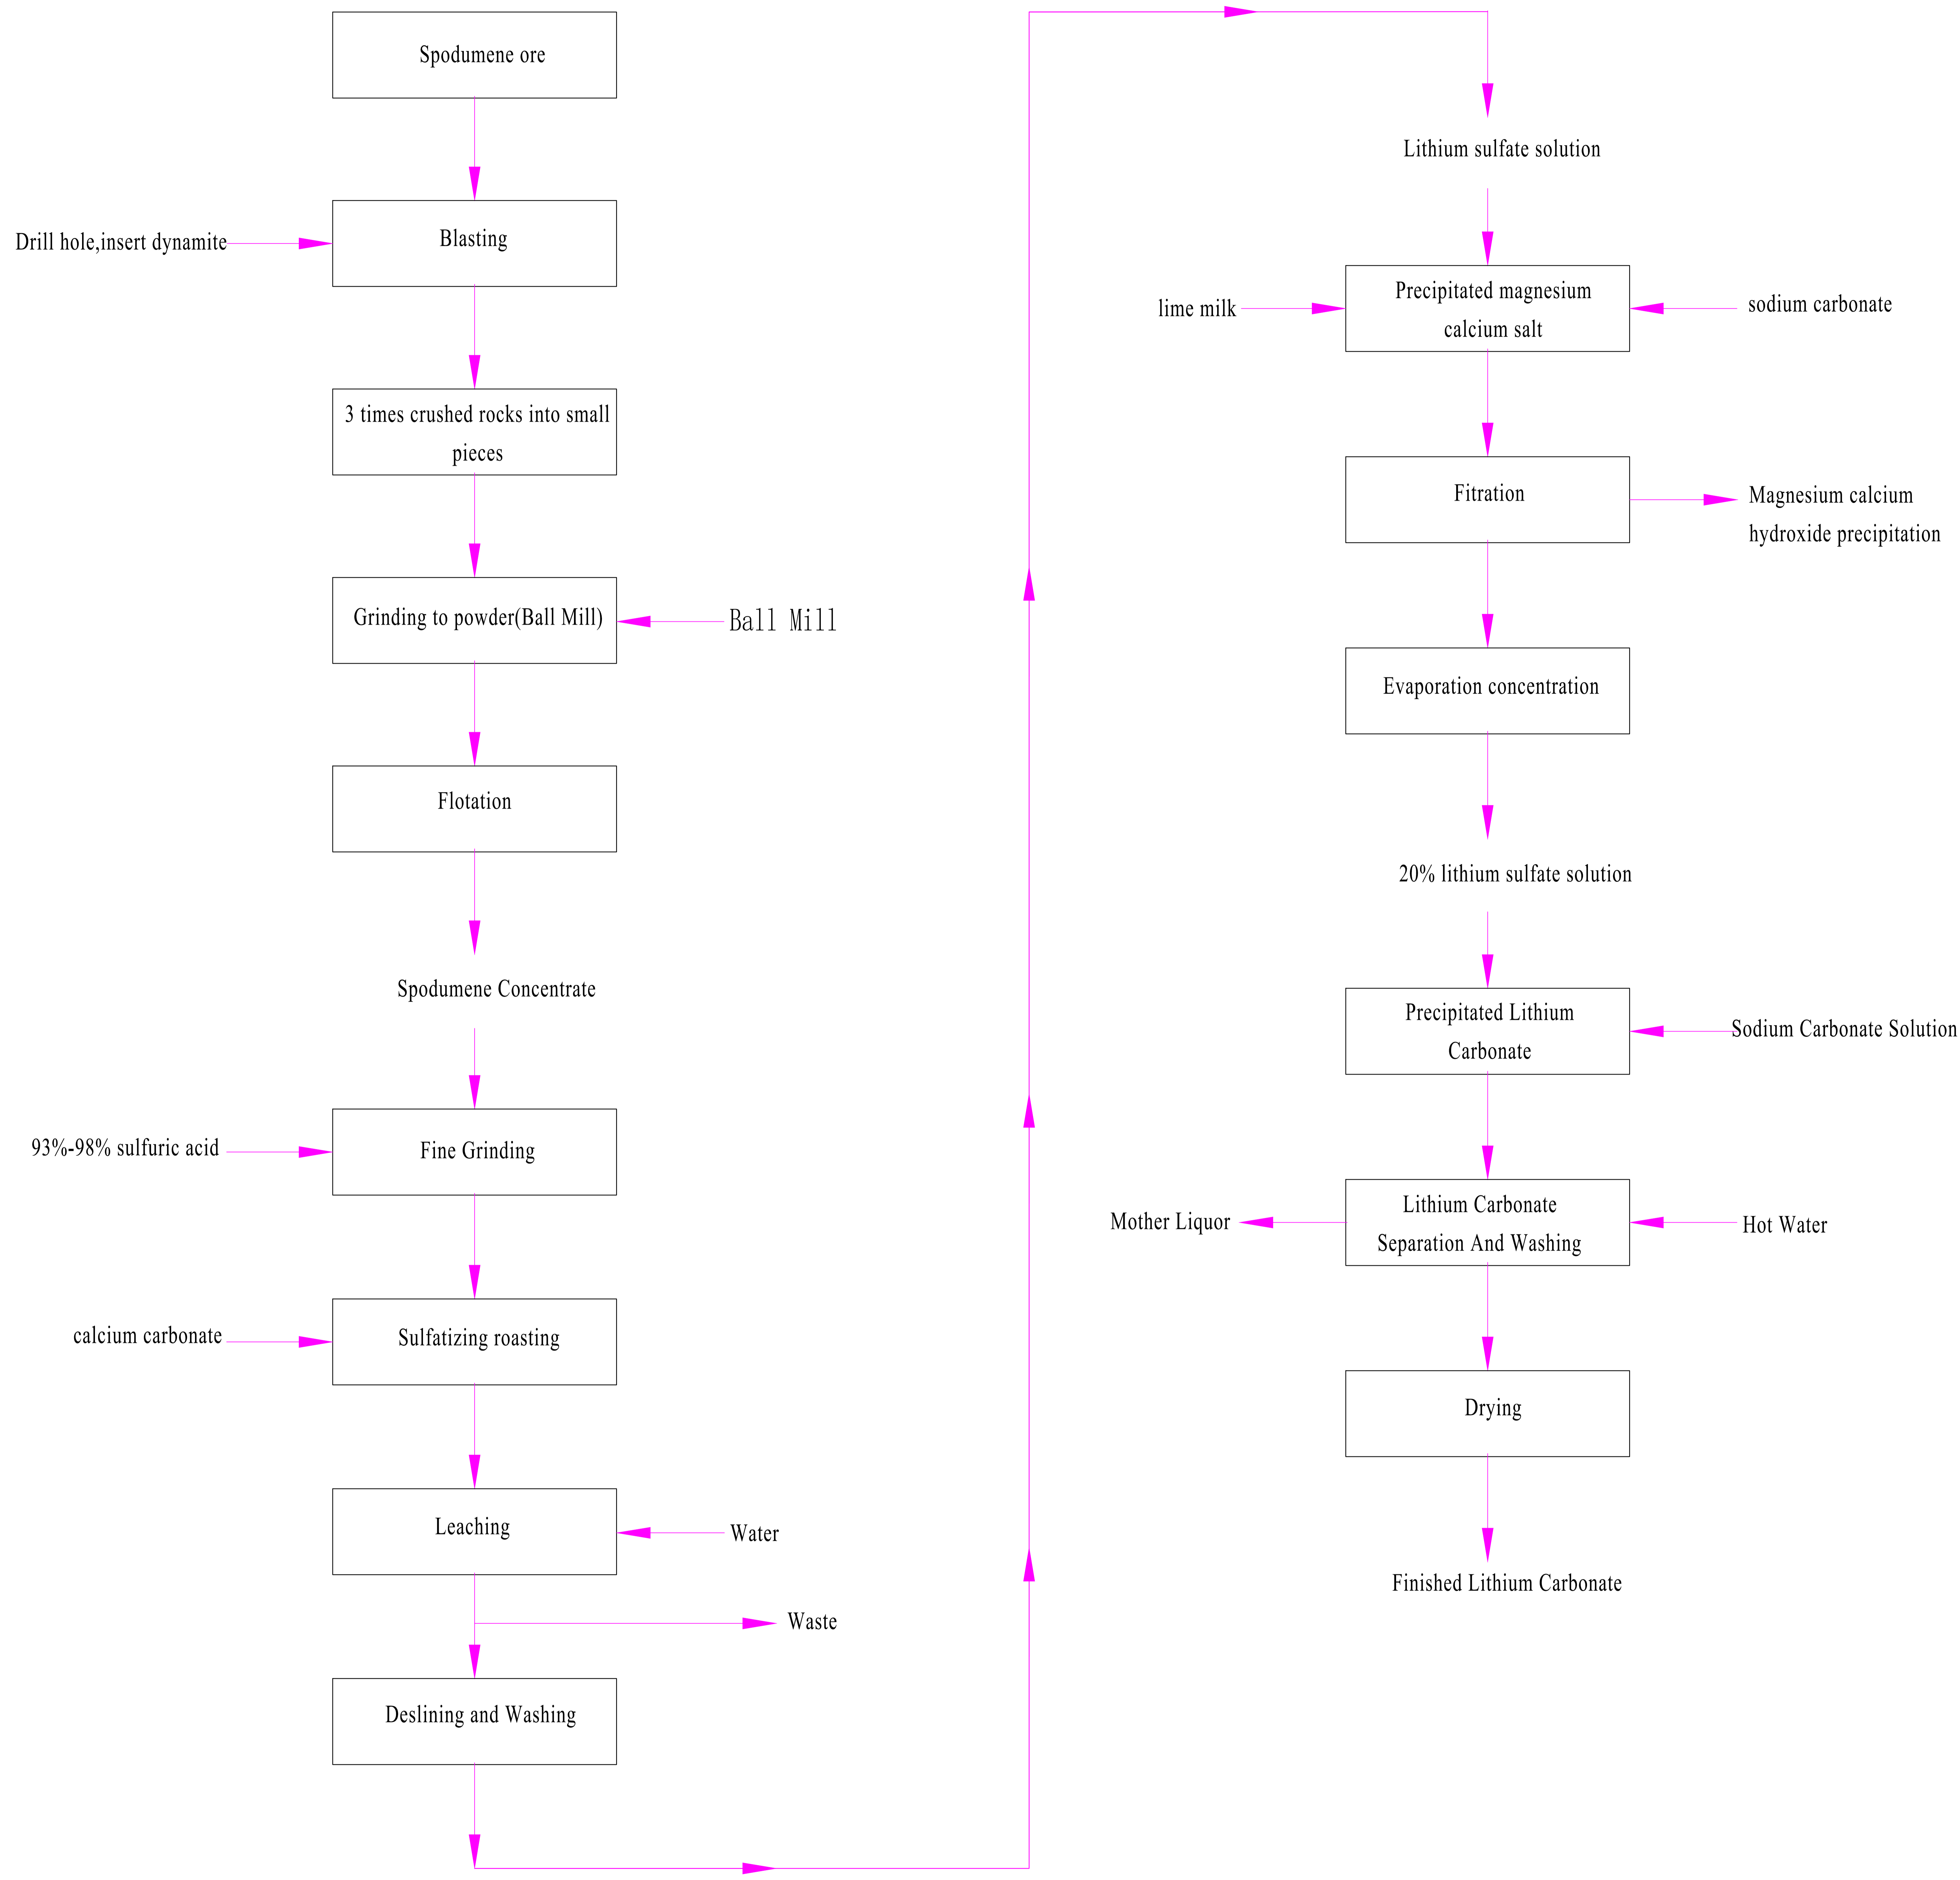 Spodumene ore
Drill hole,insert dynamite
Blasting
3 times crushed rocks into small
pieces
Grinding to powder(Ball Mill)
Ball Mill
Flotation
Spodumene Concentrate
93%-98% sulfuric acid
Fine Grinding
calcium carbonate
Sulfatizing roasting
Leaching
Water
Waste
Deslining and Washing
Lithium sulfate solution
lime milk
Precipitated magnesium
calcium salt
sodium carbonate
Fitration
Magnesium calcium
hydroxide precipitation
Evaporation concentration
20% lithium sulfate solution
Precipitated Lithium
Carbonate
Sodium Carbonate Solution
Mother Liquor
Lithium Carbonate
Separation And Washing
Hot Water
Drying
Finished Lithium Carbonate